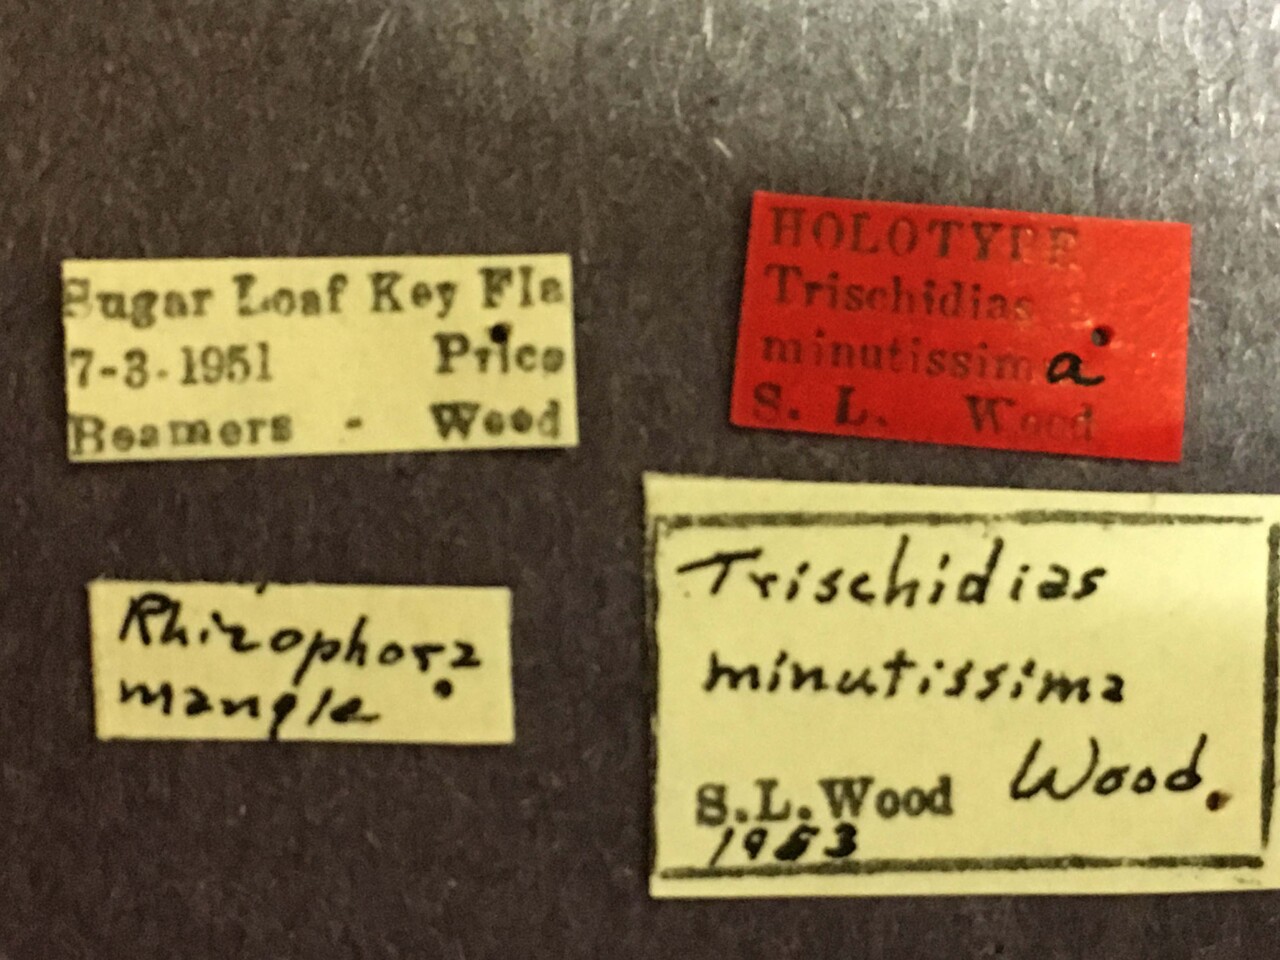 Sugar Loaf Key Fla
7-3-1951 Price
Beamers - Wood
HOLOTYPE
Trischidias
minutissima
S. L. Wood
Rhizophora
mangle
Trischidias
minutissima
Wood
S.L.Wood
1953